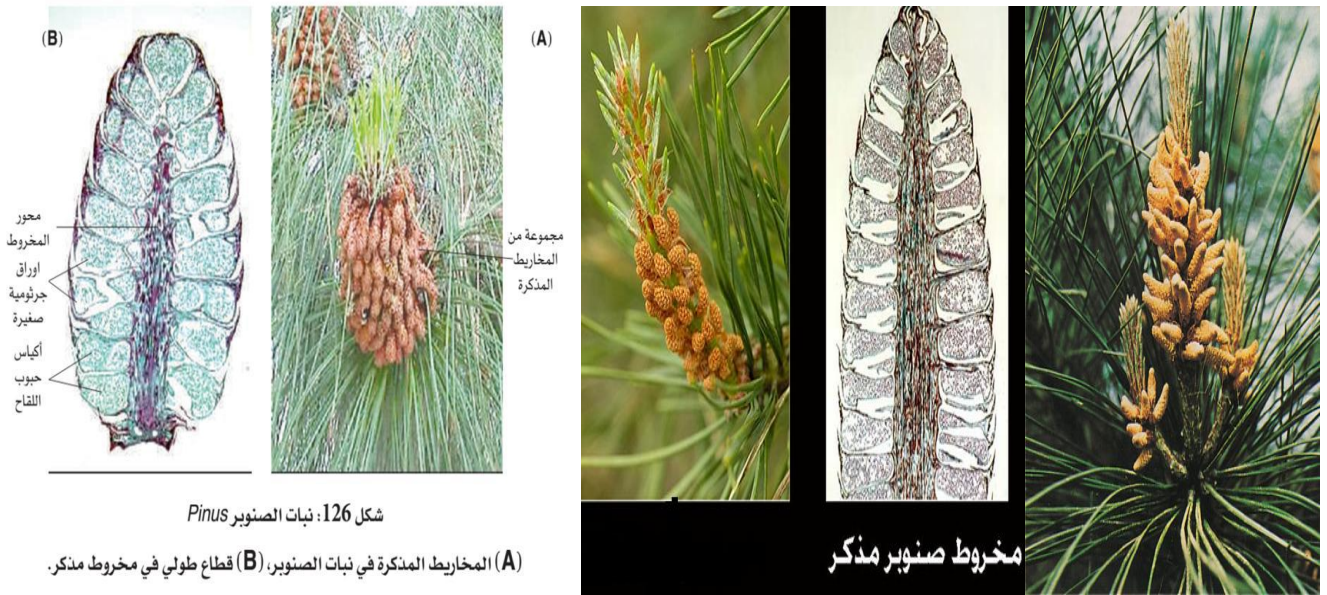 (A)
(B)
مجموعة من
المخاريط
المذكرة
محور
المخروط
اوراق
جرثومية
صغيرة
أكياس
حبوب
اللقاح
شكل 126: نبات الصنوبر Pinus
(A) المخاريط المذكرة في نبات الصنوبر، (B) قطاع طولي في مخروط مذكر.
مخروط صنوبر مذكر